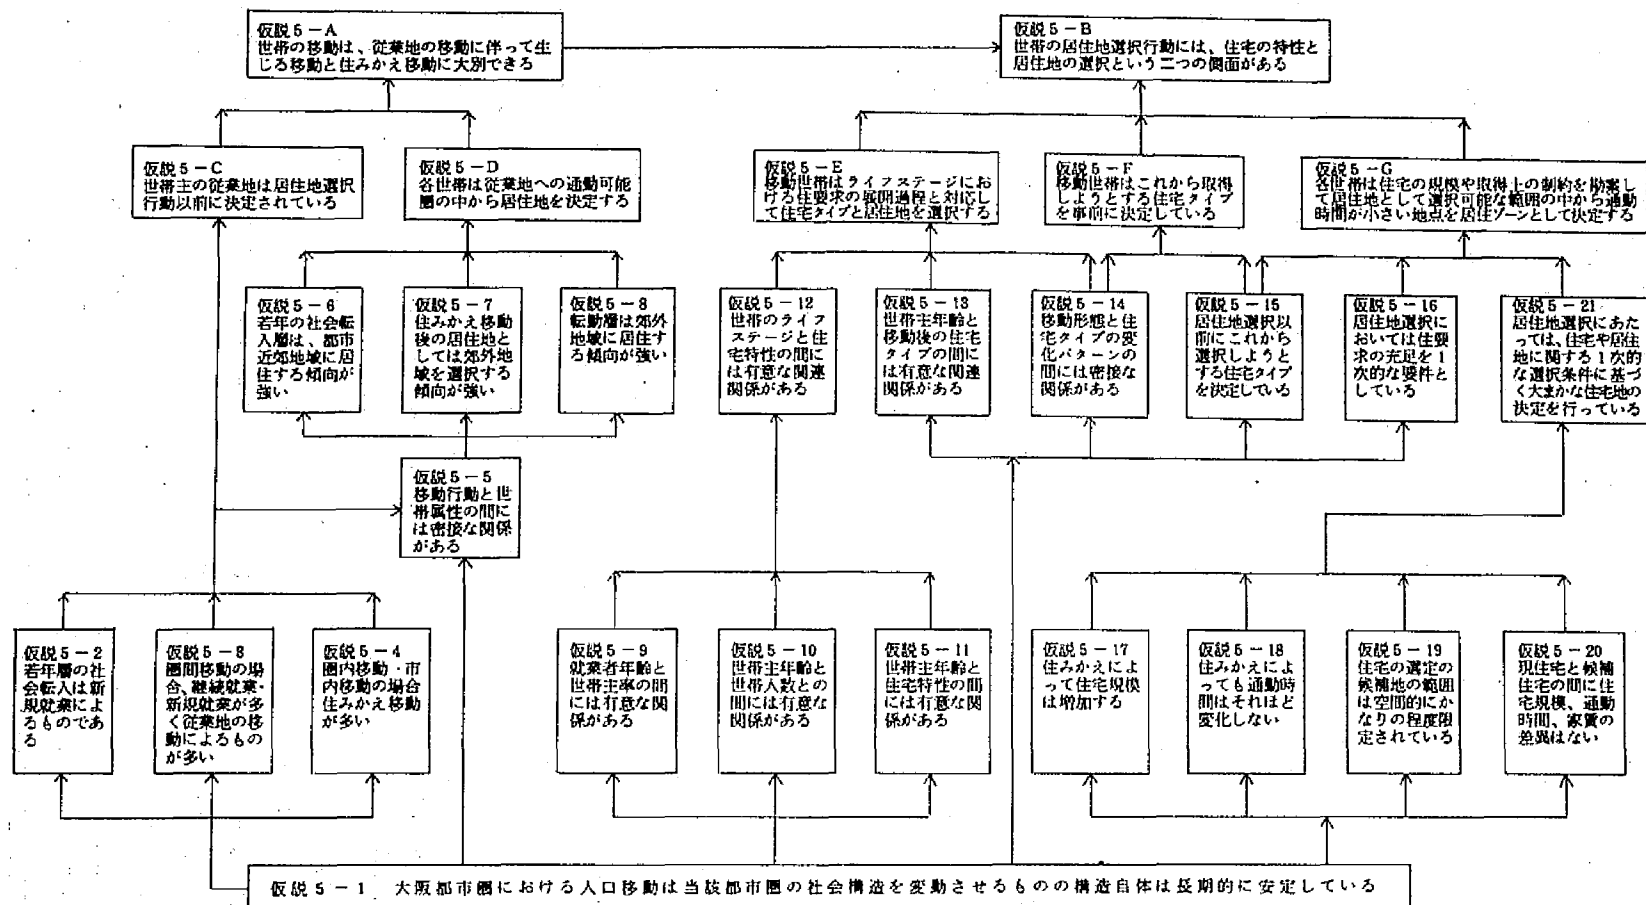 仮説5-A
世帯の移動は、従業地の移動に伴って生
じる移動と住みかえ移動に大別できる
仮説5-B
世帯の居住地選択行動には、住宅の特性と
居住地の選択という二つの側面がある
仮説5-C
世帯主の従業地は居住地選択
行動以前に決定されている
仮説5-D
各世帯は従業地への通動可能
圏の中から居住地を決定する
仮説5-E
移動世帯はライフステージにお
ける住要求の展開過程と対応し
て住宅タイプと居住地を選択する
仮説5-F
移動世帯はこれから取得
しようとする住宅タイプ
を事前に決定している
仮説5-G
各世帯は住宅の規模や取得上の制約を勘案し
て居住地として選択可能な範囲の中から通動
時間が小さい地点を居住ゾーンとして決定する
仮説5-6
若年の社会転
入層は、都市
近郊地域に居
住する傾向が
強い
仮説5-7
住みかえ移動
後の居住地と
しては郊外地
域を選択する
傾向が強い
仮説5-8
転動層は郊外
地域に居住す
る傾向が強い
仮説5-12
世帯のライフ
ステージと住
宅特性の間に
は有意な関連
関係がある
仮説5-13
世帯主年齢と
移動後の住宅
タイプの間に
は有意な関連
関係がある
仮説5-14
移動形態と住
宅タイプの変
化パターンの
間には密接な
関係がある
仮説5-15
居住地選択以
前にこれから
選択しようと
する住宅タイプ
を決定している
仮説5-16
居住地選択に
おいては住要
求の充足を1
次的な要件と
している
仮説5-21
居住地選択にあた
っては、住宅や居住
地に関する1次的
な選択条件に基づ
く大まかな住宅地の
決定を行っている
仮説5-5
移動行動と世
帯属性の間に
は密接な関係
がある
仮説5-2
若年層の社
会転入は新
規就業によ
るものであ
る
仮説5-3
圏間移動の場
合、継続就業・
新規就業が多
く従業地の移
動によるもの
が多い
仮説5-4
圏内移動・市
内移動の場合
住みかえ移動
が多い
仮説5-9
就業者年齢と
世帯主率の間
には有意な関
係がある
仮説5-10
世帯主年齢と
世帯人数との
間には有意な
関係がある
仮説5-11
世帯主年齢と
住宅特性の間
には有意な関
係がある
仮説5-17
住みかえによ
って住宅規模
は増加する
仮説5-18
住みかえによ
っても通動時
間はそれほど
変化しない
仮説5-19
住宅の選定の
候補地の範囲
は空間的にか
なりの程度限
定されている
仮説5-20
現住宅と候補
住宅の間に住
宅規模、通動
時間、家賃の
差異はない
仮説5-1 大阪都市圏における人口移動は当該都市圏の社会構造を変動させるものの構造自体は長期的に安定している